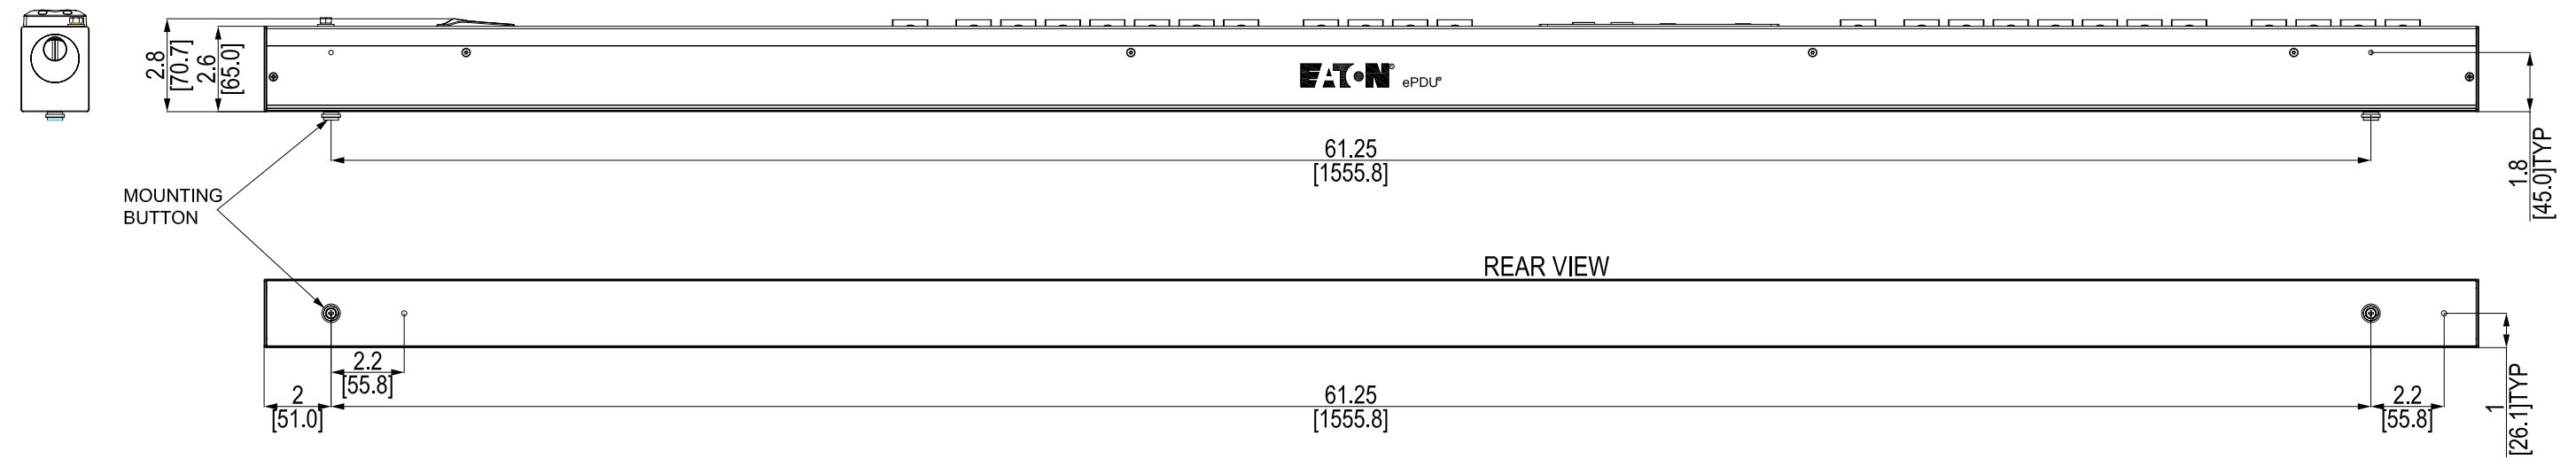 2.8
[70.7]
2.6
[65.0]
EATON® ePDU®
61.25
[1555.8]
1.8
[45.0]TYP
MOUNTING
BUTTON
REAR VIEW
2.2
[55.8]
2
[51.0]
61.25
[1555.8]
2.2
[55.8]
1
[26.1]TYP